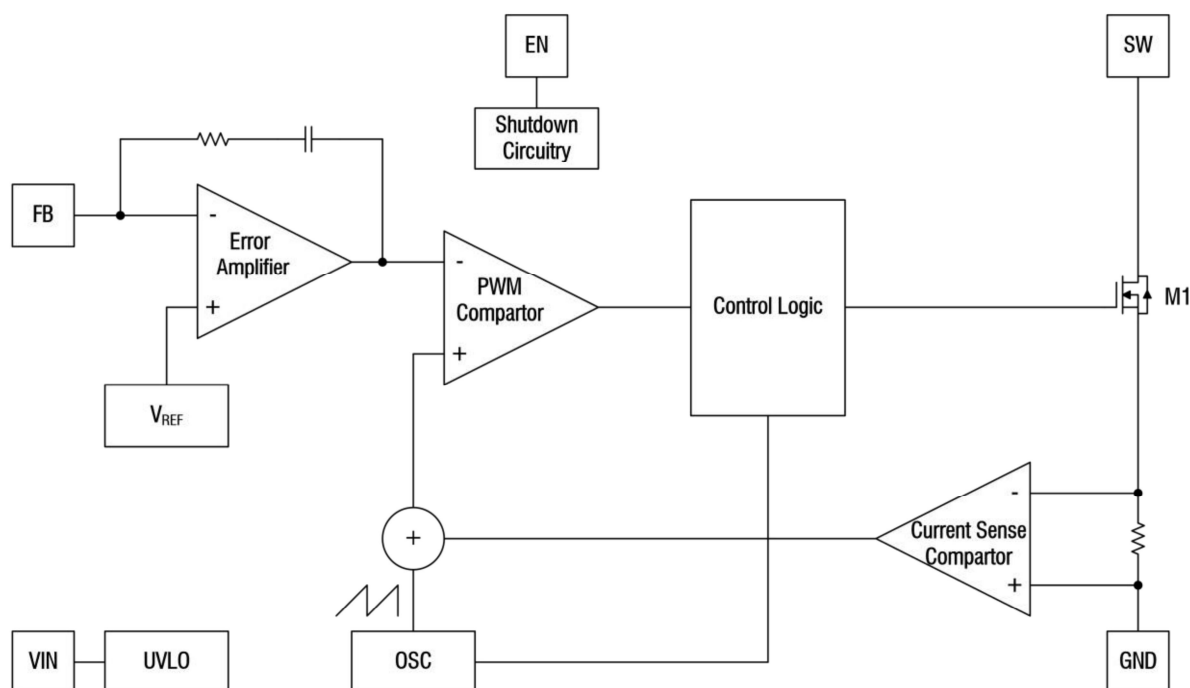 EN
SW
Shutdown
Circuitry
FB
-
Error
Amplifier
+
-
PWM
Compartor
+
Control Logic
M1
VREF
-
Current Sense
Compartor
+
+
VIN
UVLO
OSC
GND